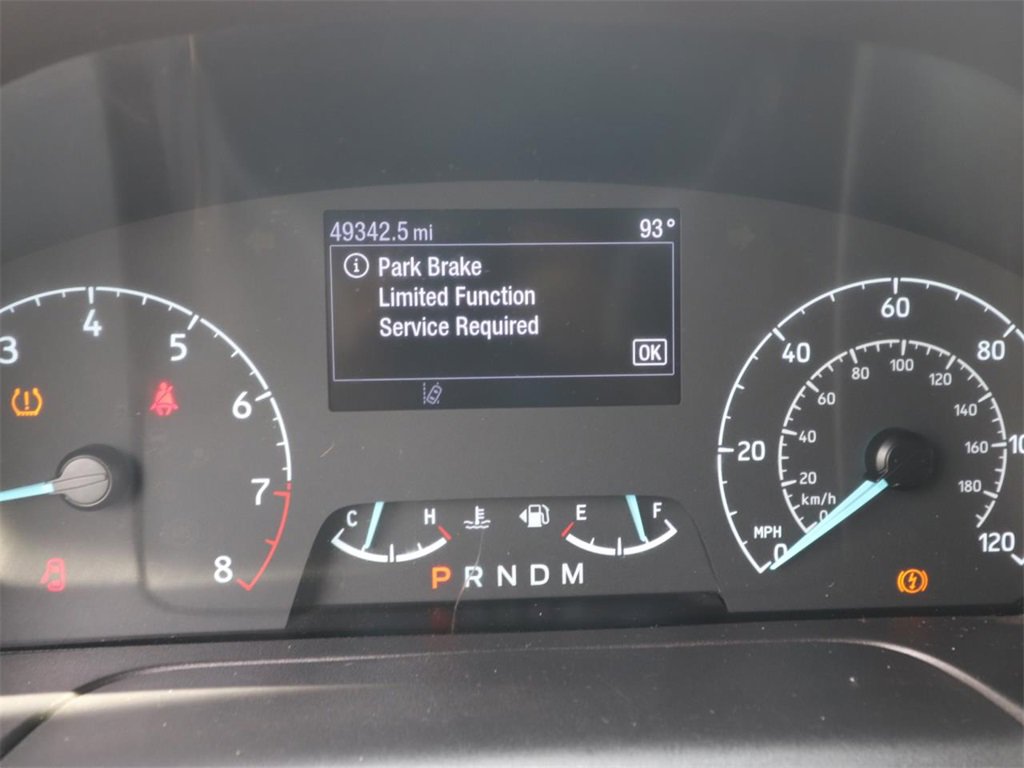 49342.5 mi 93°
i Park Brake
Limited Function
Service Required
OK
3 4 5 6 7 8
!
C H
E F
P R N D M
0 20 40 60 80 10 120
MPH
km/h
0 20 40 60 80 100 120 140 160 180